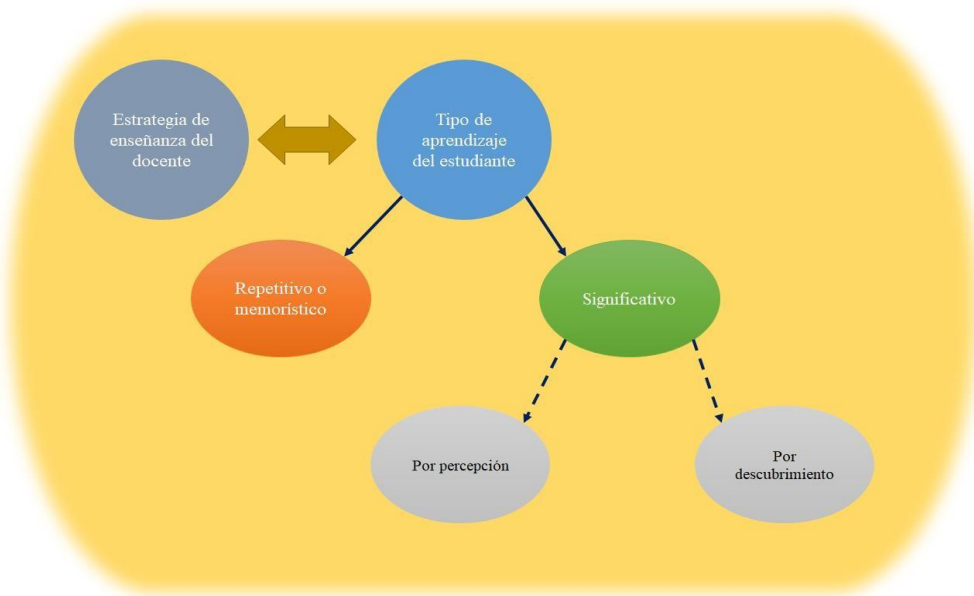 Estrategia de
enseñanza del
docente
Tipo de
aprendizaje
del estudiante
Repetitivo o
memorístico
Significativo
Por percepción
Por
descubrimiento